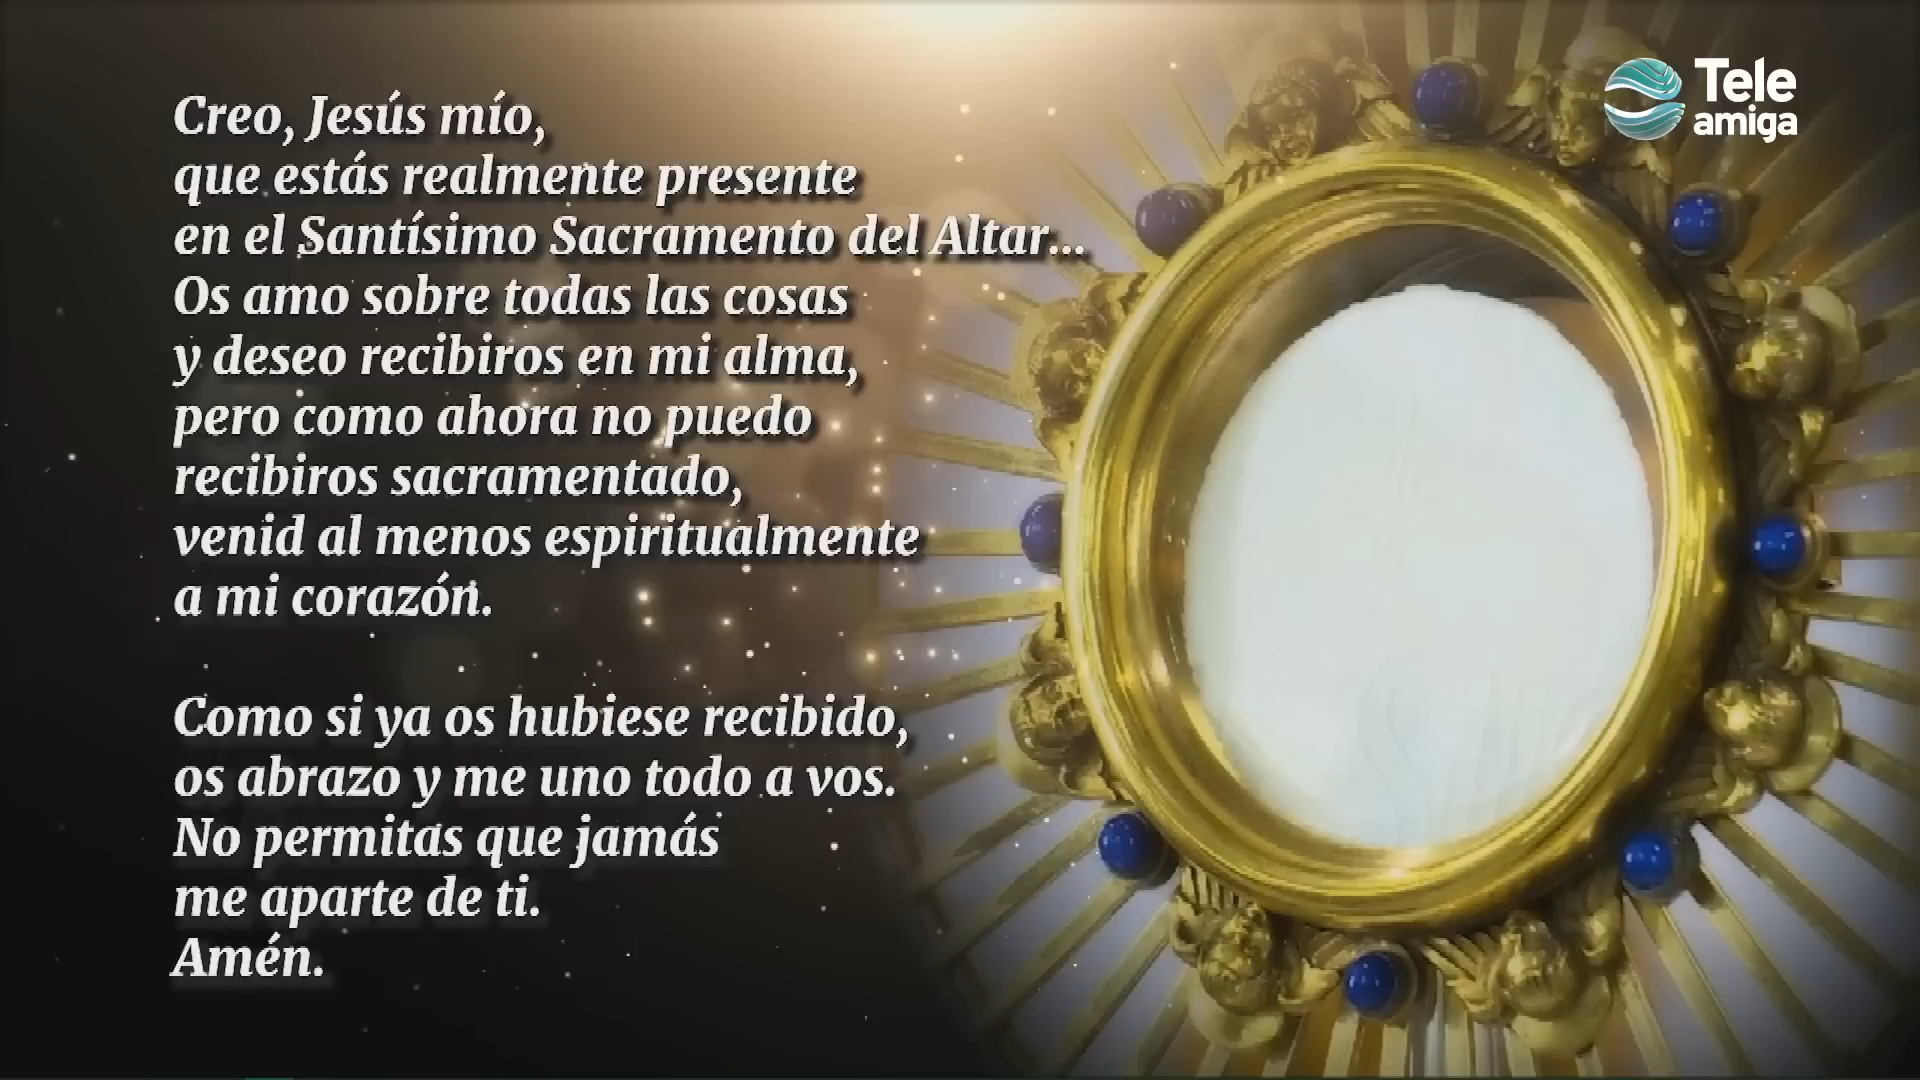 Creo, Jesús mío,
que estás realmente presente
en el Santísimo Sacramento del Altar...
Os amo sobre todas las cosas
y deseo recibiros en mi alma,
pero como ahora no puedo
recibiros sacramentado,
venid al menos espiritualmente
a mi corazón.
Como si ya os hubiese recibido,
os abrazo y me uno todo a vos.
No permitas que jamás
me aparte de ti.
Amén.
Tele
amiga